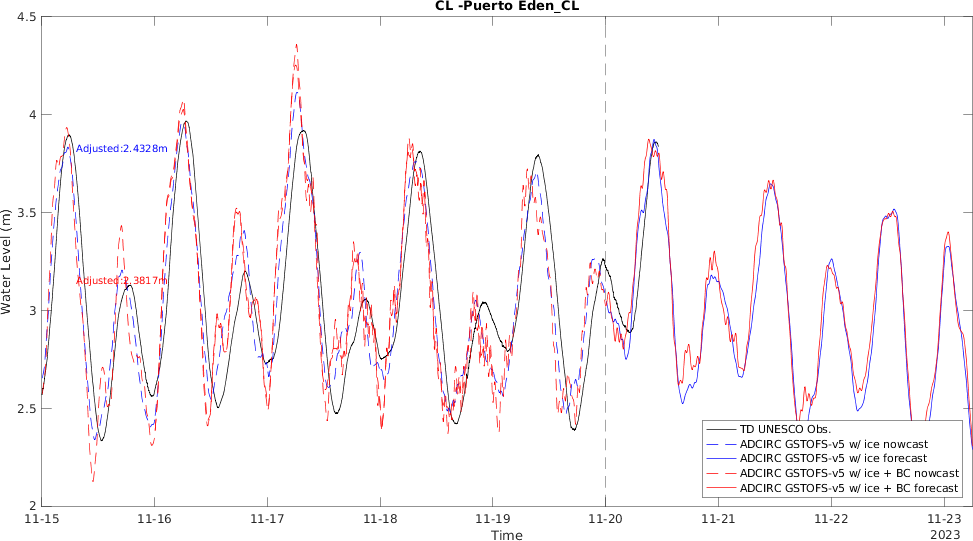 CL -Puerto Eden_CL
4.5
4
3.5
3
2.5
2
Water Level (m)
Adjusted:2.4328m
Adjusted:2.3817m
TD UNESCO Obs.
ADCIRC GSTOFS-v5 w/ ice nowcast
ADCIRC GSTOFS-v5 w/ ice forecast
ADCIRC GSTOFS-v5 w/ ice + BC nowcast
ADCIRC GSTOFS-v5 w/ ice + BC forecast
11-15 11-16 11-17 11-18 11-19 11-20 11-21 11-22 11-23
2023
Time